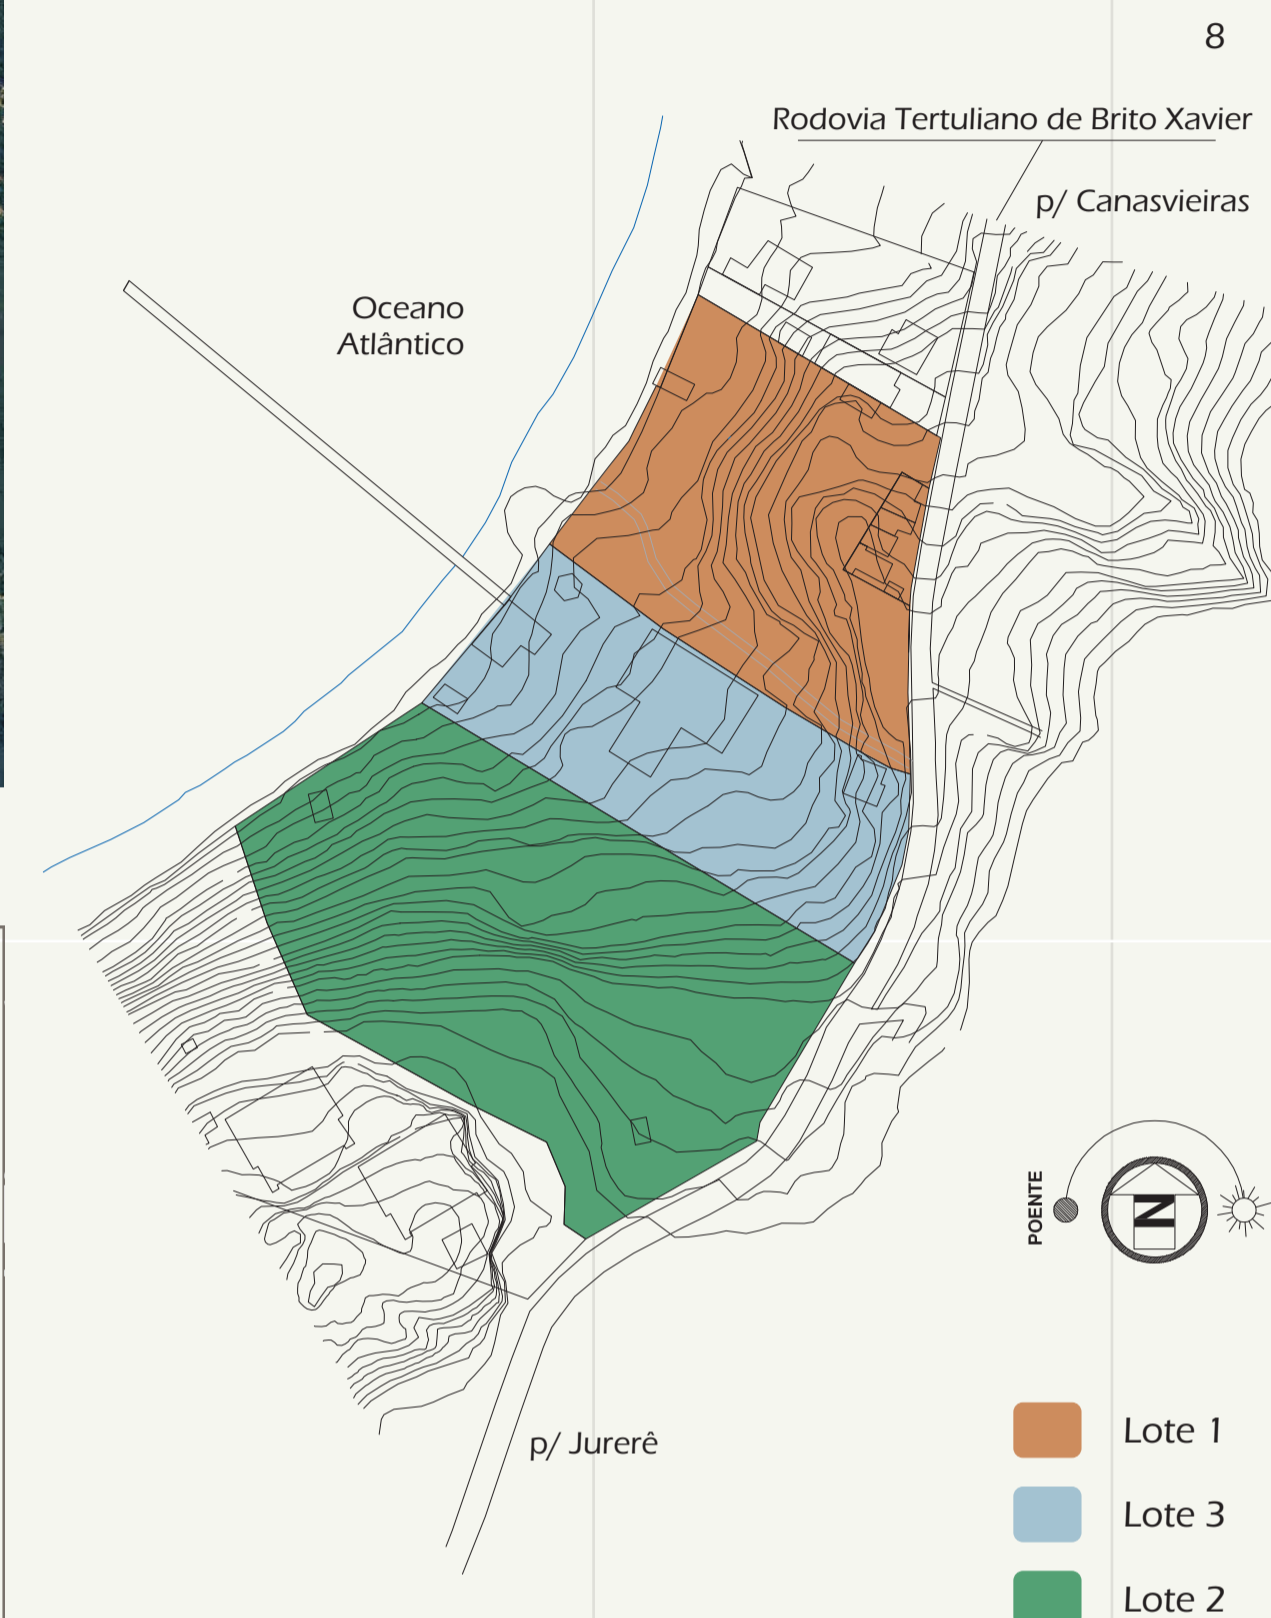 8
Rodovia Tertuliano de Brito Xavier
p/ Canasvieiras
Oceano
Atlântico
POENTE
N
p/ Jurerê
Lote 1
Lote 3
Lote 2